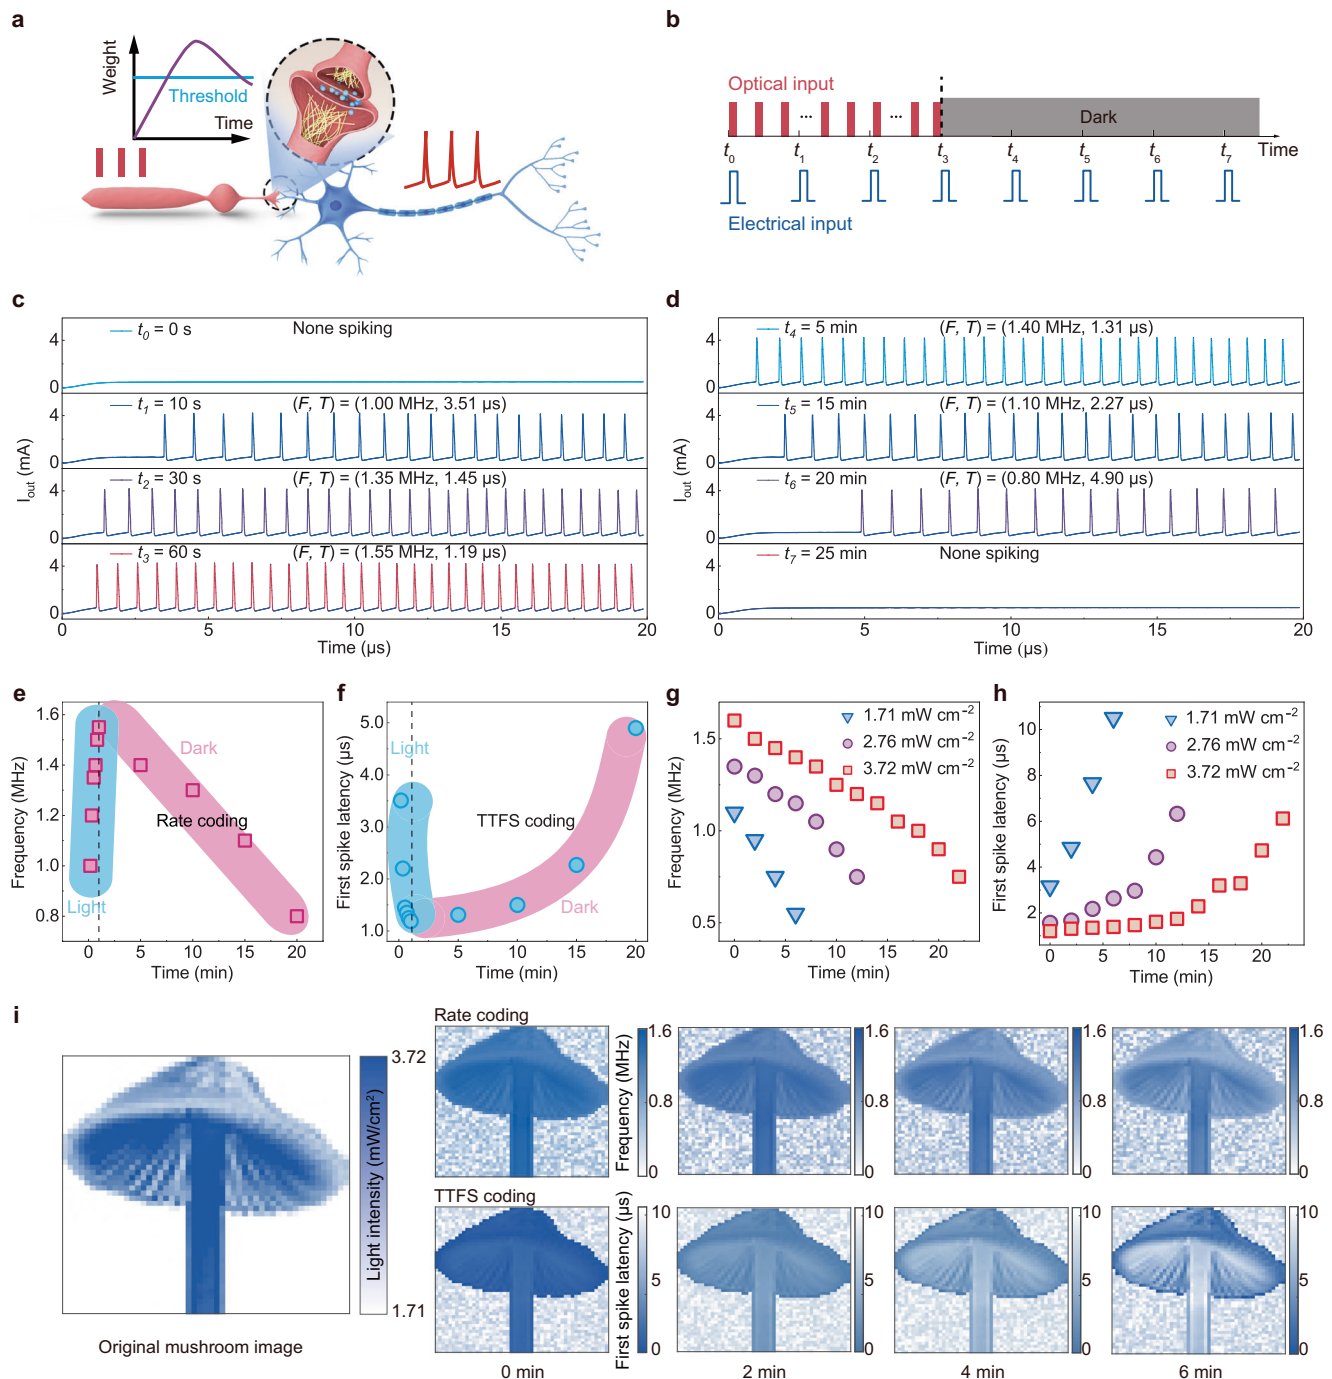 a
Weight
Threshold
Time
b
Optical input
... ...
Dark
t0 t1 t2 t3 t4 t5 t6 t7 Time
Electrical input
c
t0 = 0 s None spiking
t1 = 10 s (F, T) = (1.00 MHz, 3.51 µs)
t2 = 30 s (F, T) = (1.35 MHz, 1.45 µs)
t3 = 60 s (F, T) = (1.55 MHz, 1.19 µs)
4
0
4
0
4
0
4
0
Iout (mA)
0 5 10 15 20
Time (µs)
d
t4 = 5 min (F, T) = (1.40 MHz, 1.31 µs)
t5 = 15 min (F, T) = (1.10 MHz, 2.27 µs)
t6 = 20 min (F, T) = (0.80 MHz, 4.90 µs)
t7 = 25 min None spiking
4
0
4
0
4
0
4
0
Iout (mA)
0 5 10 15 20
Time (µs)
e
1.6
1.4
1.2
1.0
0.8
Frequency (MHz)
Dark
Rate coding
Light
0 5 10 15 20
Time (min)
f
5.0
4.0
3.0
2.0
1.0
First spike latency (µs)
Light
TTFS coding
Dark
0 5 10 15 20
Time (min)
g
1.71 mW cm−2
2.76 mW cm−2
3.72 mW cm−2
1.5
1.0
0.5
Frequency (MHz)
0 5 10 15 20
Time (min)
h
1.71 mW cm−2
2.76 mW cm−2
3.72 mW cm−2
10
8
6
4
2
First spike latency (µs)
0 5 10 15 20
Time (min)
i
3.72
Light intensity (mW/cm2)
1.71
Original mushroom image
Rate coding
1.6 1.6 1.6 1.6
Frequency (MHz)
0.8 0.8 0.8 0.8
0 0 0 0
TTFS coding
10 10 10 10
First spike latency (µs)
5 5 5 5
0 0 0 0
0 min 2 min 4 min 6 min